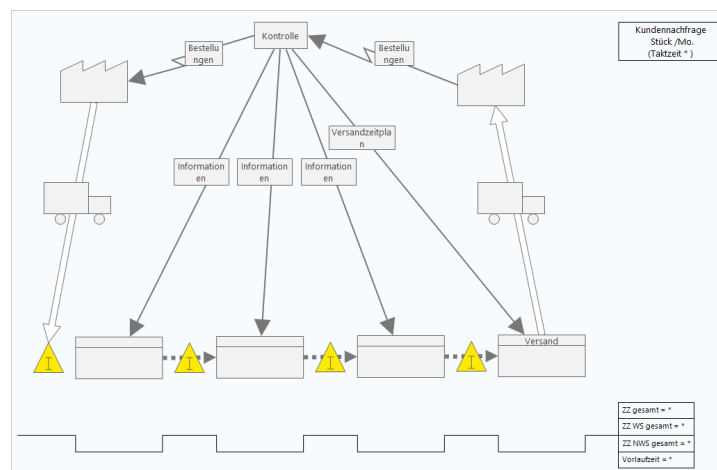 Kundennachfrage
Stück /Mo.
(Taktzeit * )
Kontrolle
Bestellu
ngen
Bestellu
ngen
Versandzeitpla
n
Information
en
Information
en
Information
en
I
I
I
I
Versand
ZZ gesamt = *
ZZ WS gesamt = *
ZZ NWS gesamt = *
Vorlaufzeit = *